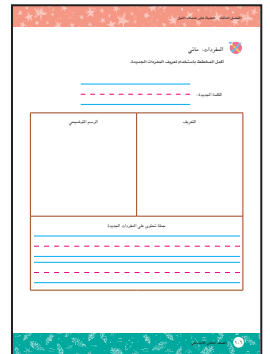 المفردات: مائي
أكمل المخطط باستخدام تعريف المفردات الجديدة.
الكلمة الجديدة:
التعريف
الرسم التوضيحي
جملة تحتوي على المفردات الجديدة